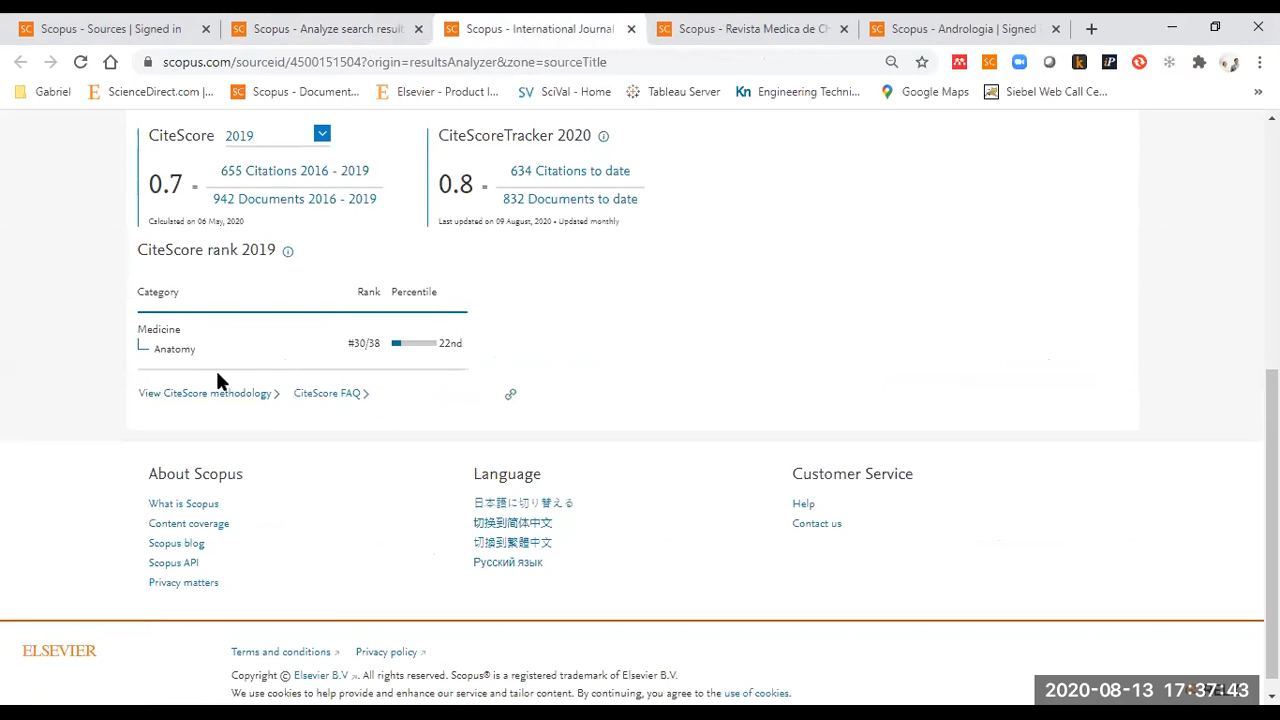 Scopus - Sources | Signed in
Scopus - Analyze search result
Scopus - International Journal
Scopus - Revista Medica de Ch
Scopus - Andrologia | Signed
scopus.com/sourceid/4500151504?origin=resultsAnalyzer&zone=sourceTitle
Gabriel
ScienceDirect.com |...
Scopus - Document...
Elsevier - Product I...
SciVal - Home
Tableau Server
Engineering Techni...
Google Maps
Siebel Web Call Ce...
CiteScore 2019
0.7 = 655 Citations 2016 - 2019
942 Documents 2016 - 2019
Calculated on 06 May, 2020
CiteScoreTracker 2020
0.8 = 634 Citations to date
832 Documents to date
Last updated on 09 August, 2020 • Updated monthly
CiteScore rank 2019
Category Rank Percentile
Medicine
Anatomy #30/38 22nd
View CiteScore methodology > CiteScore FAQ >
About Scopus
What is Scopus
Content coverage
Scopus blog
Scopus API
Privacy matters
Language
日本語に切り替える
切换到简体中文
切換到繁體中文
Русский язык
Customer Service
Help
Contact us
ELSEVIER
Terms and conditions Privacy policy
Copyright © Elsevier B.V. All rights reserved. Scopus® is a registered trademark of Elsevier B.V.
We use cookies to help provide and enhance our service and tailor content. By continuing, you agree to the use of cookies.
2020-08-13 17:37:43